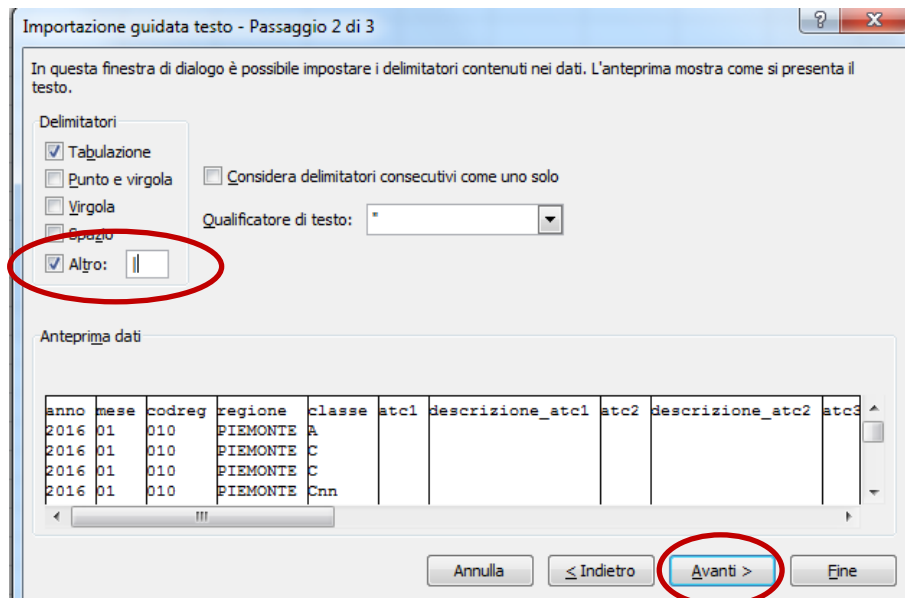 Importazione guidata testo - Passaggio 2 di 3
In questa finestra di dialogo è possibile impostare i delimitatori contenuti nei dati. L'anteprima mostra come si presenta il
testo.
Delimitatori
Tabulazione
Punto e virgola
Virgola
Spazio
Altro: |
Considera delimitatori consecutivi come uno solo
Qualificatore di testo: "
Anteprima dati
anno mese codreg regione classe atc1 descrizione_atc1 atc2 descrizione_atc2 atc3
2016 01 010 PIEMONTE A
2016 01 010 PIEMONTE C
2016 01 010 PIEMONTE C
2016 01 010 PIEMONTE Cnn
Annulla < Indietro Avanti > Fine